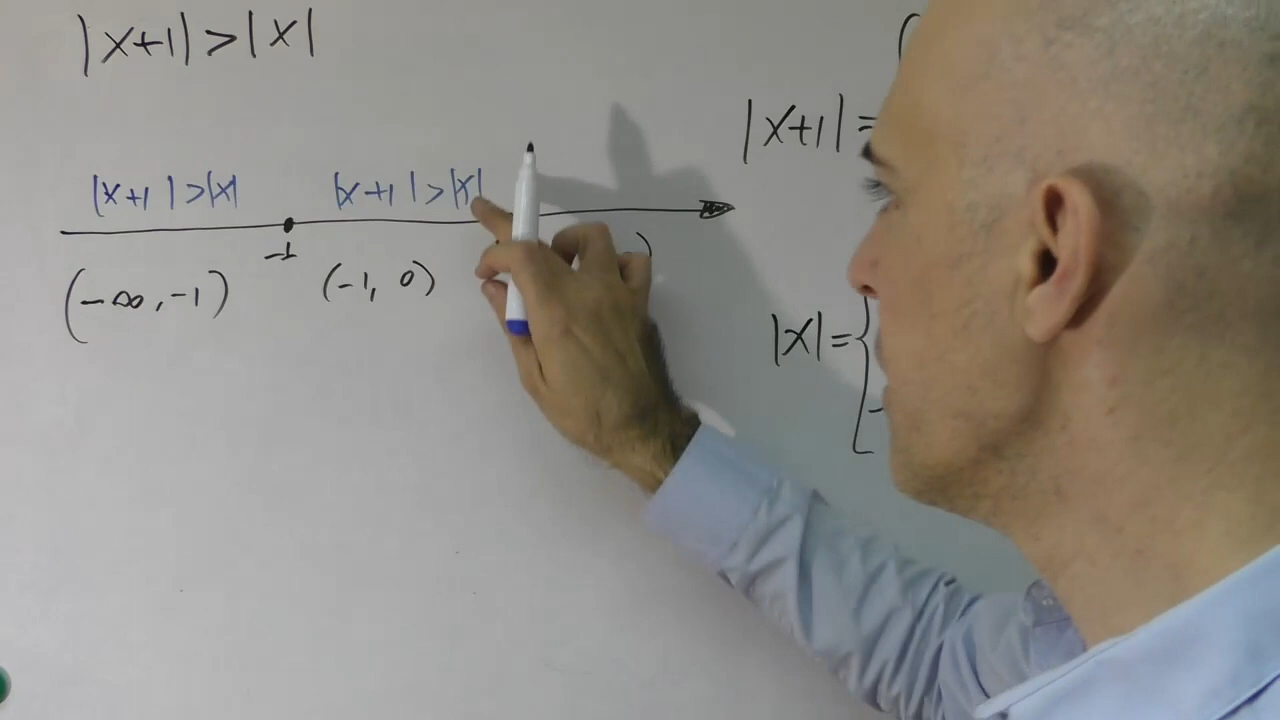 |x+1|>|x|
|x+1|=
|x+1|>|x| |x+1|>|x|
-1
(-∞,-1) (-1, 0) )
|x|={